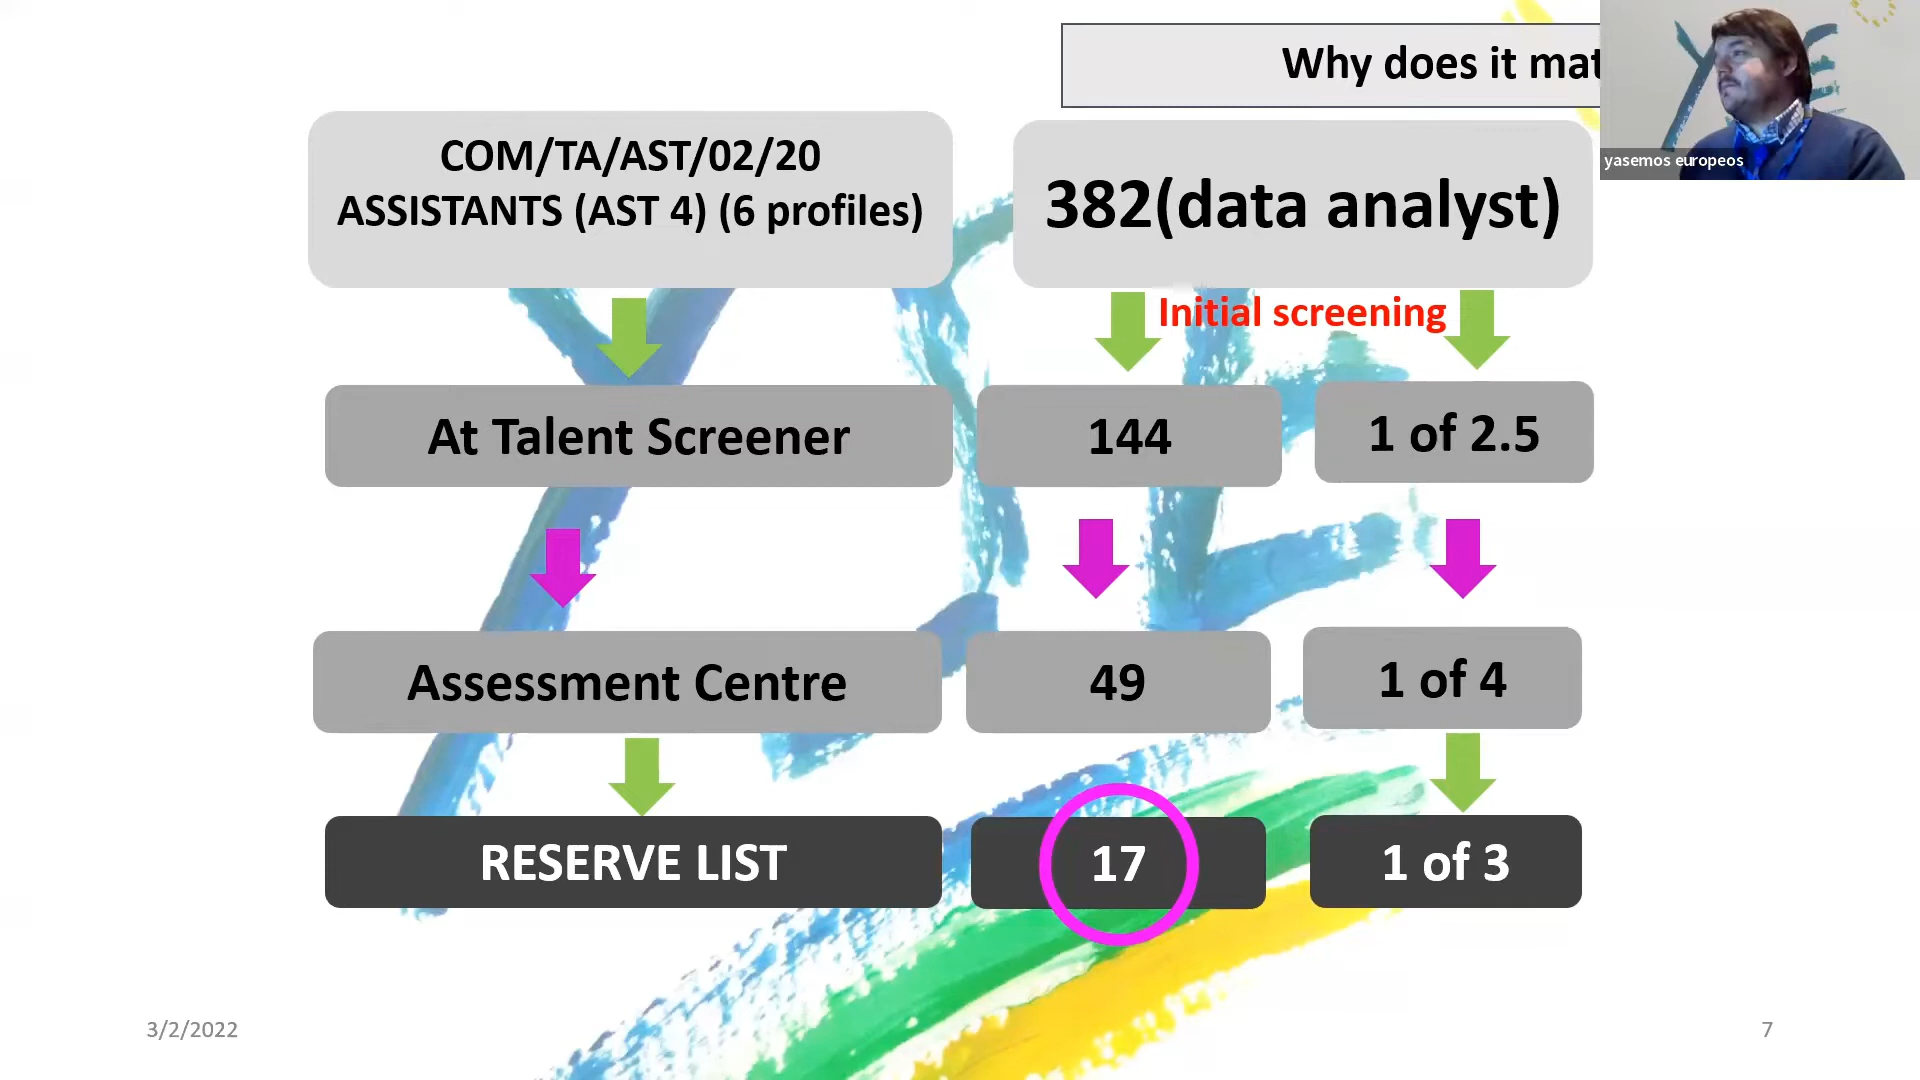 Why does it mat
yasemos europeos
COM/TA/AST/02/20
ASSISTANTS (AST 4) (6 profiles)
382(data analyst)
Initial screening
At Talent Screener
144
1 of 2.5
Assessment Centre
49
1 of 4
RESERVE LIST
17
1 of 3
3/2/2022
7